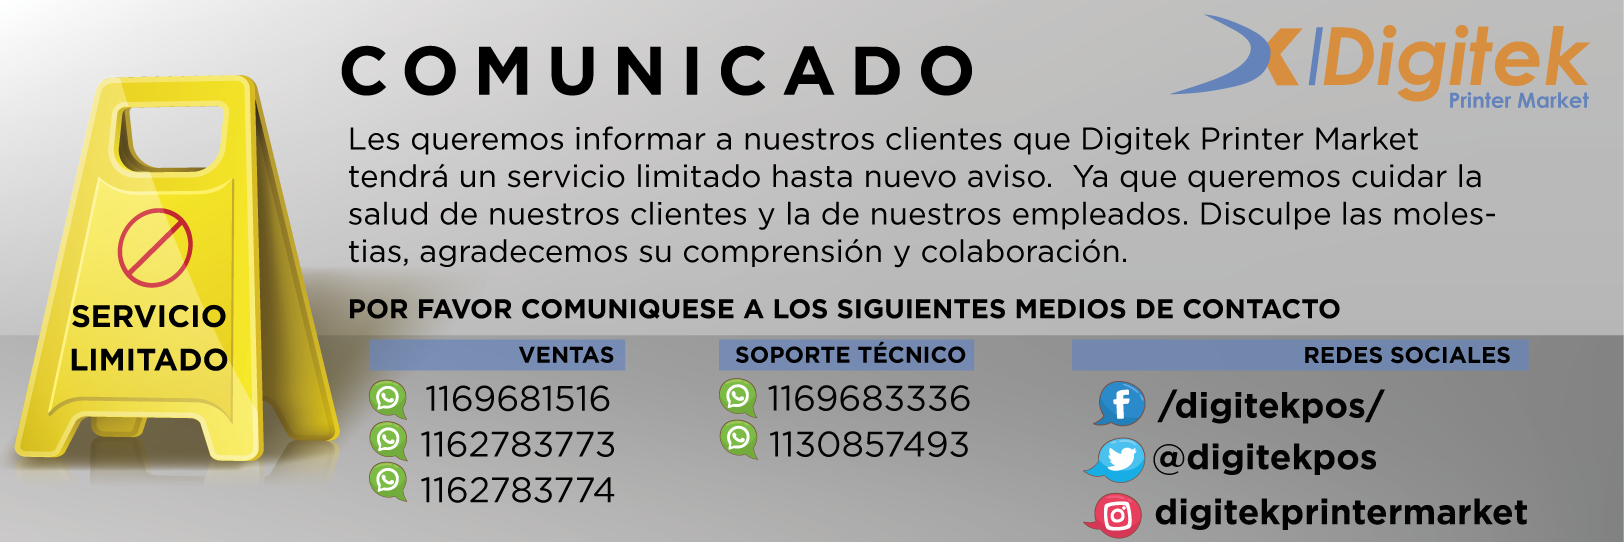 COMUNICADO
Digitek
Printer Market
Les queremos informar a nuestros clientes que Digitek Printer Market
tendrá un servicio limitado hasta nuevo aviso.  Ya que queremos cuidar la
salud de nuestros clientes y la de nuestros empleados. Disculpe las moles-
tias, agradecemos su comprensión y colaboración.
SERVICIO
LIMITADO
POR FAVOR COMUNIQUESE A LOS SIGUIENTES MEDIOS DE CONTACTO
VENTAS
1169681516
1162783773
1162783774
SOPORTE TÉCNICO
1169683336
1130857493
REDES SOCIALES
/digitekpos/
@digitekpos
digitekprintermarket